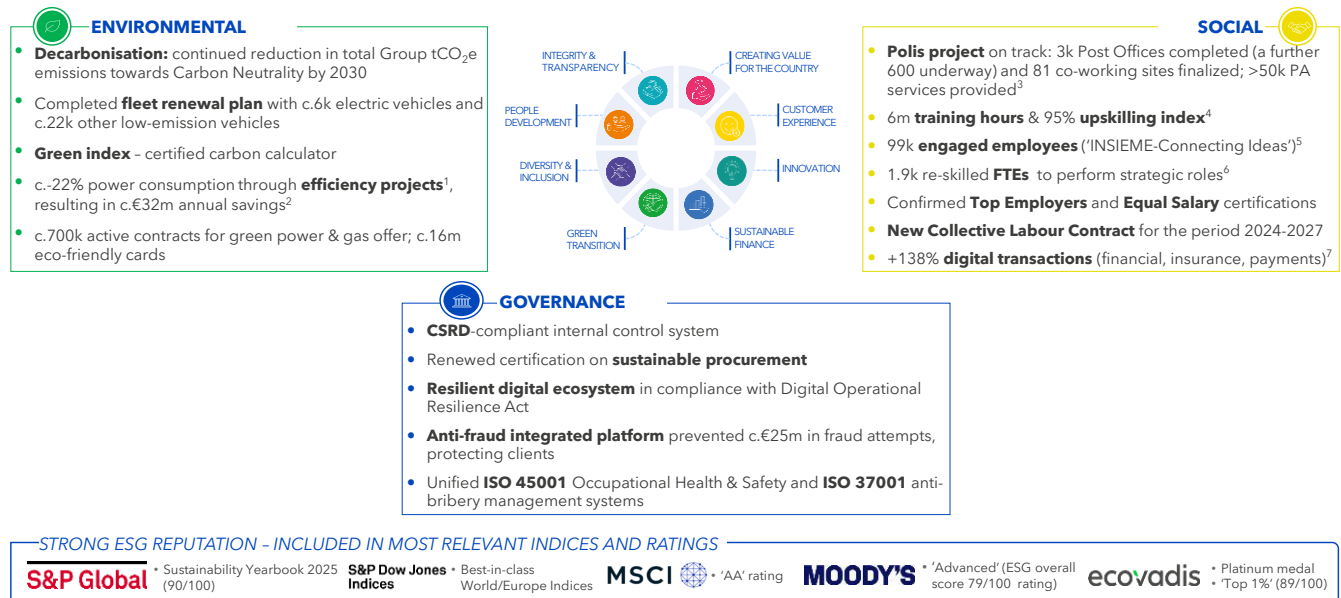 ENVIRONMENTAL
• Decarbonisation: continued reduction in total Group tCO₂e
emissions towards Carbon Neutrality by 2030
• Completed fleet renewal plan with c.6k electric vehicles and
c.22k other low-emission vehicles
• Green index – certified carbon calculator
• c.-22% power consumption through efficiency projects¹,
resulting in c.€32m annual savings²
• c.700k active contracts for green power & gas offer; c.16m
eco-friendly cards
INTEGRITY &
TRANSPARENCY
CREATING VALUE
FOR THE COUNTRY
PEOPLE
DEVELOPMENT
CUSTOMER
EXPERIENCE
DIVERSITY &
INCLUSION
INNOVATION
GREEN
TRANSITION
SUSTAINABLE
FINANCE
SOCIAL
• Polis project on track: 3k Post Offices completed (a further
600 underway) and 81 co-working sites finalized; >50k PA
services provided³
• 6m training hours & 95% upskilling index⁴
• 99k engaged employees ('INSIEME-Connecting Ideas')⁵
• 1.9k re-skilled FTEs to perform strategic roles⁶
• Confirmed Top Employers and Equal Salary certifications
• New Collective Labour Contract for the period 2024-2027
• +138% digital transactions (financial, insurance, payments)⁷
GOVERNANCE
• CSRD-compliant internal control system
• Renewed certification on sustainable procurement
• Resilient digital ecosystem in compliance with Digital Operational
Resilience Act
• Anti-fraud integrated platform prevented c.€25m in fraud attempts,
protecting clients
• Unified ISO 45001 Occupational Health & Safety and ISO 37001 anti-
bribery management systems
STRONG ESG REPUTATION – INCLUDED IN MOST RELEVANT INDICES AND RATINGS
S&P Global
• Sustainability Yearbook 2025
(90/100)
S&P Dow Jones
Indices
• Best-in-class
World/Europe Indices
MSCI
• 'AA' rating
MOODY'S
• 'Advanced' (ESG overall
score 79/100 rating)
ecovadis
• Platinum medal
• 'Top 1%' (89/100)